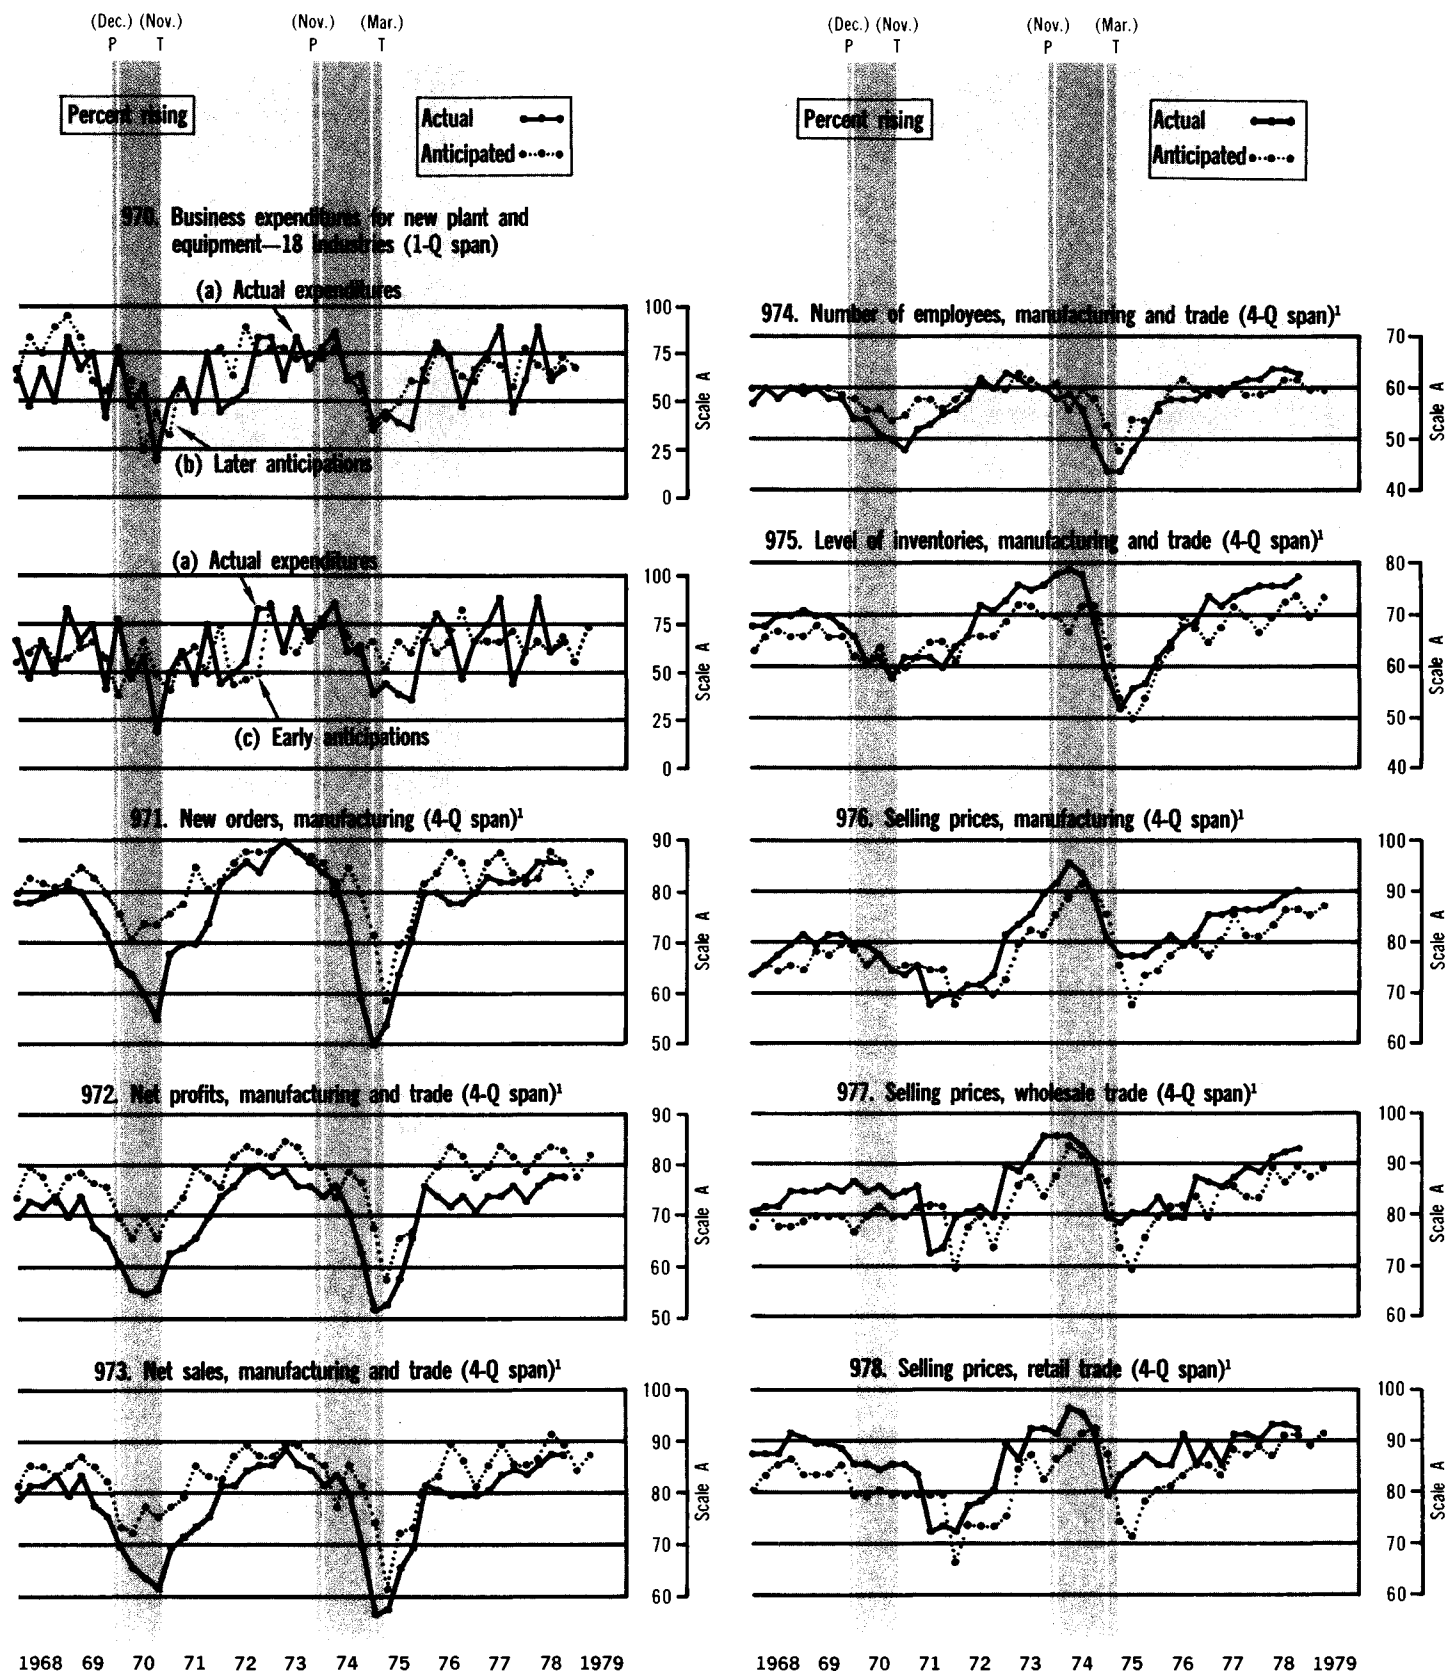 (Dec.) (Nov.) (Nov.) (Mar.)
P T P T
Percent rising
Actual
Anticipated
970. Business expenditures for new plant and
equipment—18 industries (1-Q span)
(a) Actual expenditures
100
75
50
25
0
Scale A
(b) Later anticipations
(a) Actual expenditures
100
75
50
25
0
Scale A
(c) Early anticipations
971. New orders, manufacturing (4-Q span)¹
90
80
70
60
50
Scale A
972. Net profits, manufacturing and trade (4-Q span)¹
90
80
70
60
50
Scale A
973. Net sales, manufacturing and trade (4-Q span)¹
100
90
80
70
60
Scale A
1968 69 70 71 72 73 74 75 76 77 78 1979
(Dec.) (Nov.) (Nov.) (Mar.)
P T P T
Percent rising
Actual
Anticipated
974. Number of employees, manufacturing and trade (4-Q span)¹
70
60
50
40
Scale A
975. Level of inventories, manufacturing and trade (4-Q span)¹
80
70
60
50
40
Scale A
976. Selling prices, manufacturing (4-Q span)¹
100
90
80
70
60
Scale A
977. Selling prices, wholesale trade (4-Q span)¹
100
90
80
70
60
Scale A
978. Selling prices, retail trade (4-Q span)¹
100
90
80
70
60
Scale A
1968 69 70 71 72 73 74 75 76 77 78 1979